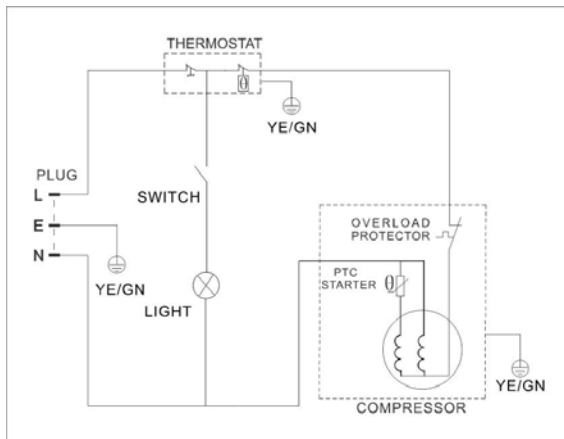 THERMOSTAT
θ
YE/GN
PLUG
L
SWITCH
E
OVERLOAD
PROTECTOR
N
PTC
STARTER
θ
YE/GN
LIGHT
YE/GN
COMPRESSOR